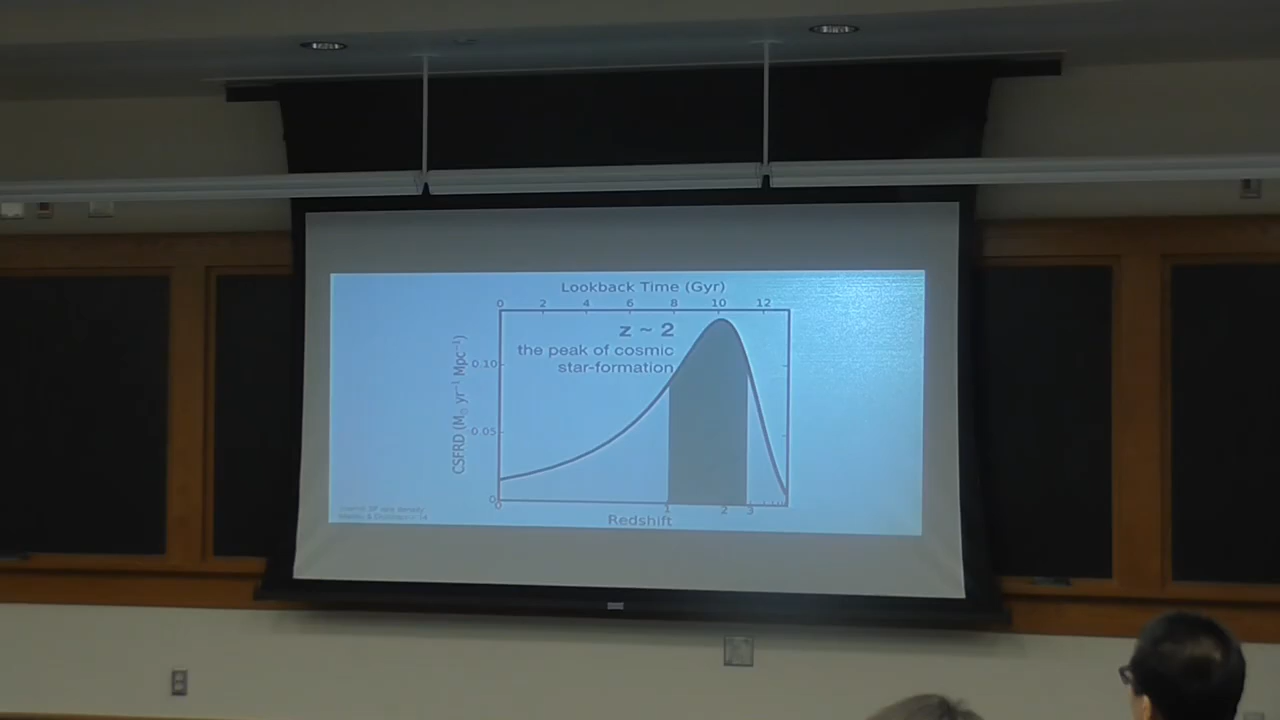 Lookback Time (Gyr)
0 2 4 6 8 10 12
z ~ 2
the peak of cosmic
star-formation
CSFRD (M☉ yr⁻¹ Mpc⁻¹)
0.10
0.05
0
0 1 2 3
Redshift